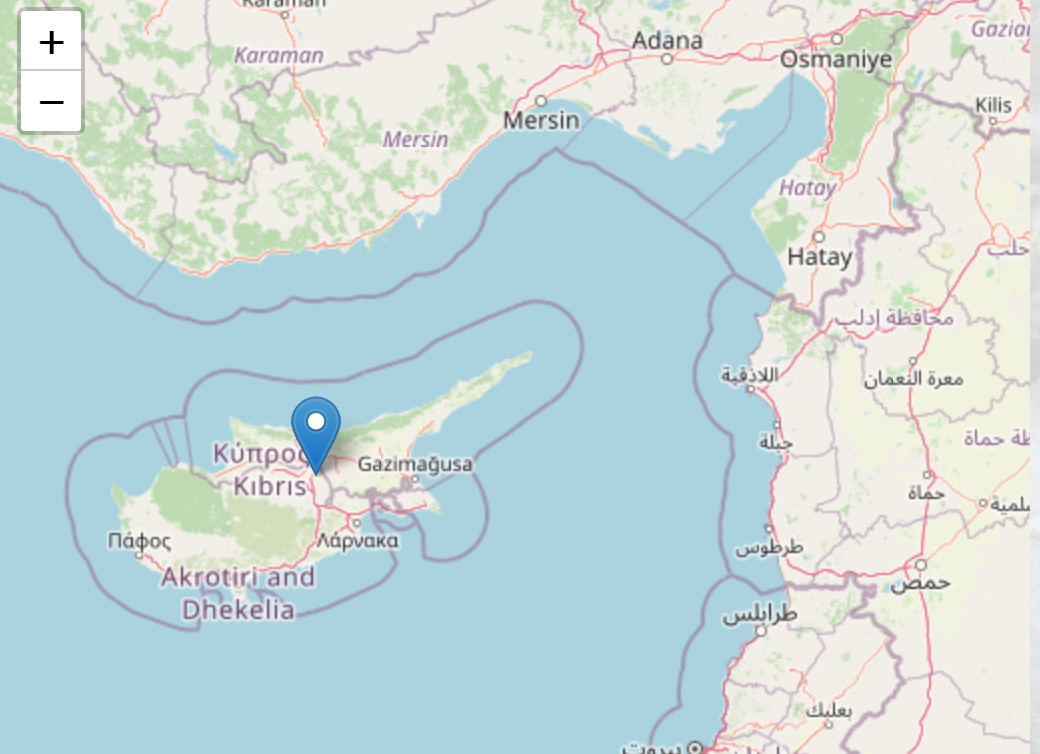 Karaman
+
Karaman
−
Adana
Osmaniye
Mersin
Kilis
Mersin
Hatay
Hatay
حلب
محافظة إدلب
اللاذقية
معرة النعمان
جبلة
حماة
طرطوس
حمص
Κύπρος
Kıbrıs
Gazimağusa
Πάφος
Λάρνακα
Akrotiri and
Dhekelia
طرابلس
بعلبك